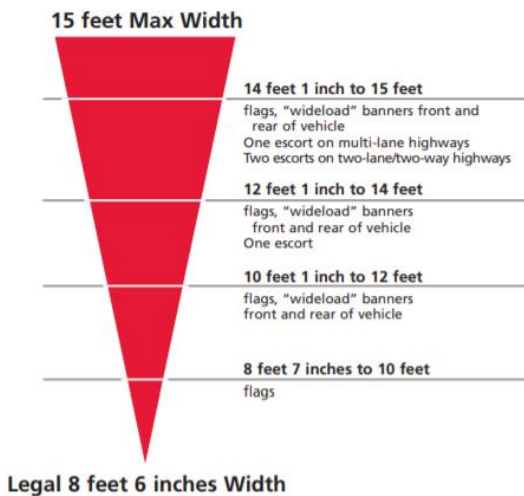 15 feet Max Width
14 feet 1 inch to 15 feet
flags, “wideload” banners front and
rear of vehicle
One escort on multi-lane highways
Two escorts on two-lane/two-way highways
12 feet 1 inch to 14 feet
flags, “wideload” banners
front and rear of vehicle
One escort
10 feet 1 inch to 12 feet
flags, “wideload” banners
front and rear of vehicle
8 feet 7 inches to 10 feet
flags
Legal 8 feet 6 inches Width